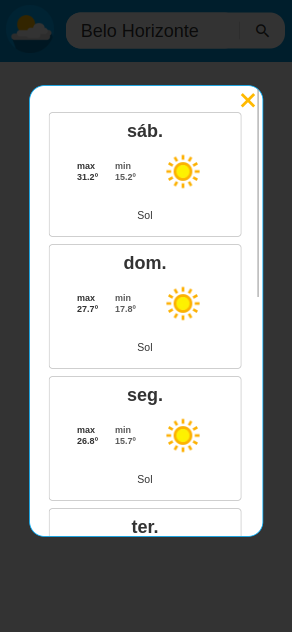 Belo Horizonte
sáb.
max min
31.2º 15.2º
Sol
dom.
max min
27.7º 17.8º
Sol
seg.
max min
26.8º 15.7º
Sol
ter.